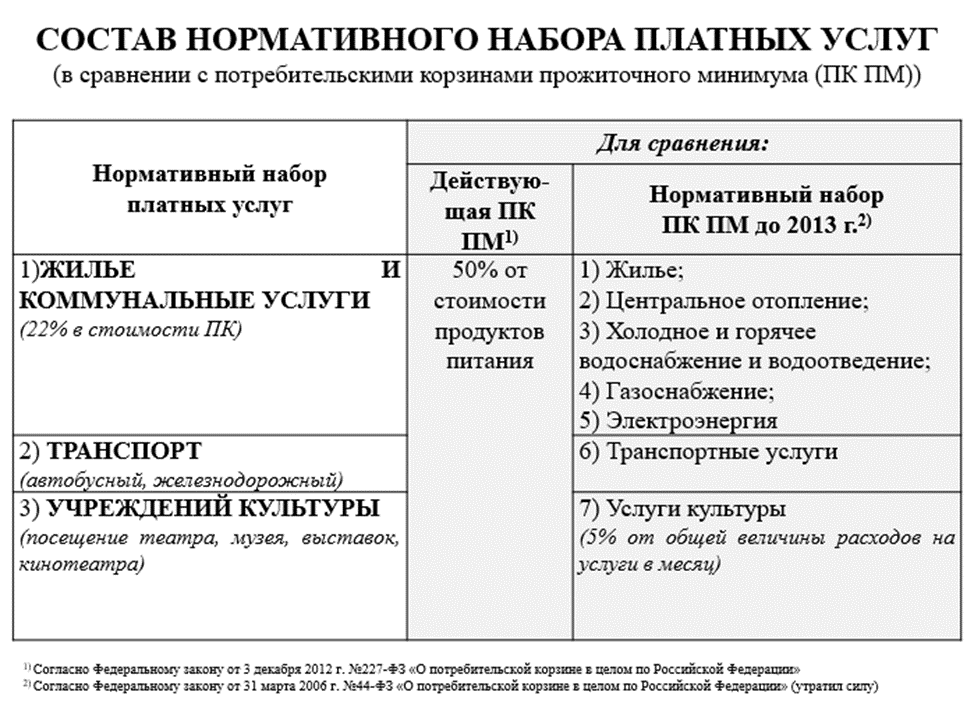 СОСТАВ НОРМАТИВНОГО НАБОРА ПЛАТНЫХ УСЛУГ
(в сравнении с потребительскими корзинами прожиточного минимума (ПК ПМ))
Нормативный набор
платных услуг
Для сравнения:
Действую-
щая ПК
ПМ1)
Нормативный набор
ПК ПМ до 2013 г.2)
1)ЖИЛЬЕ И
КОММУНАЛЬНЫЕ УСЛУГИ
(22% в стоимости ПК)
50% от
стоимости
продуктов
питания
1) Жилье;
2) Центральное отопление;
3) Холодное и горячее
водоснабжение и водоотведение;
4) Газоснабжение;
5) Электроэнергия
2) ТРАНСПОРТ
(автобусный, железнодорожный)
6) Транспортные услуги
3) УЧРЕЖДЕНИЙ КУЛЬТУРЫ
(посещение театра, музея, выставок,
кинотеатра)
7) Услуги культуры
(5% от общей величины расходов на
услуги в месяц)
1) Согласно Федеральному закону от 3 декабря 2012 г. №227-ФЗ «О потребительской корзине в целом по Российской Федерации»
2) Согласно Федеральному закону от 31 марта 2006 г. №44-ФЗ «О потребительской корзине в целом по Российской Федерации» (утратил силу)